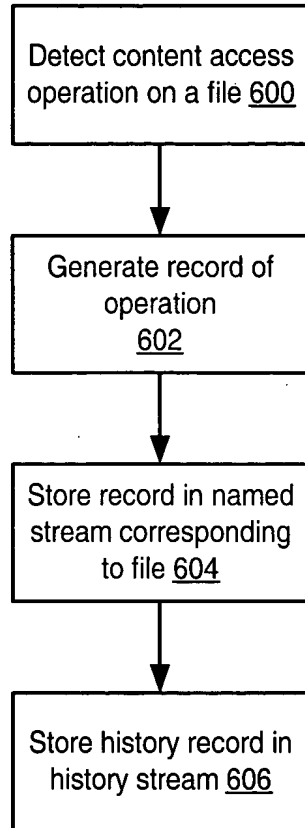 Detect content access
operation on a file 600
Generate record of
operation
602
Store record in named
stream corresponding
to file 604
Store history record in
history stream 606